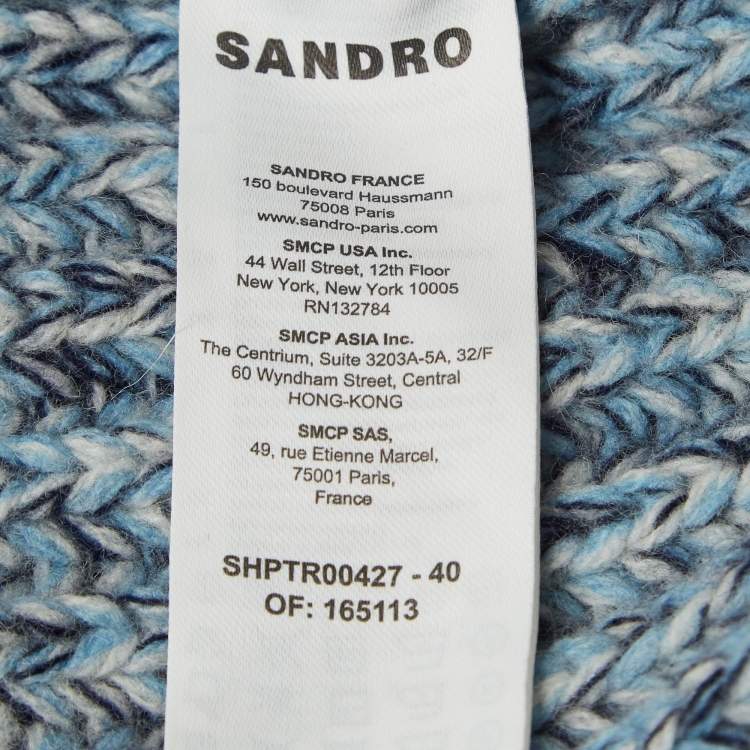 SANDRO
SANDRO FRANCE
150 boulevard Haussmann
75008 Paris
www.sandro-paris.com
SMCP USA Inc.
44 Wall Street, 12th Floor
New York, New York 10005
RN132784
SMCP ASIA Inc.
The Centrium, Suite 3203A-5A, 32/F
60 Wyndham Street, Central
HONG-KONG
SMCP SAS,
49, rue Etienne Marcel,
75001 Paris,
France
SHPTR00427 - 40
OF: 165113